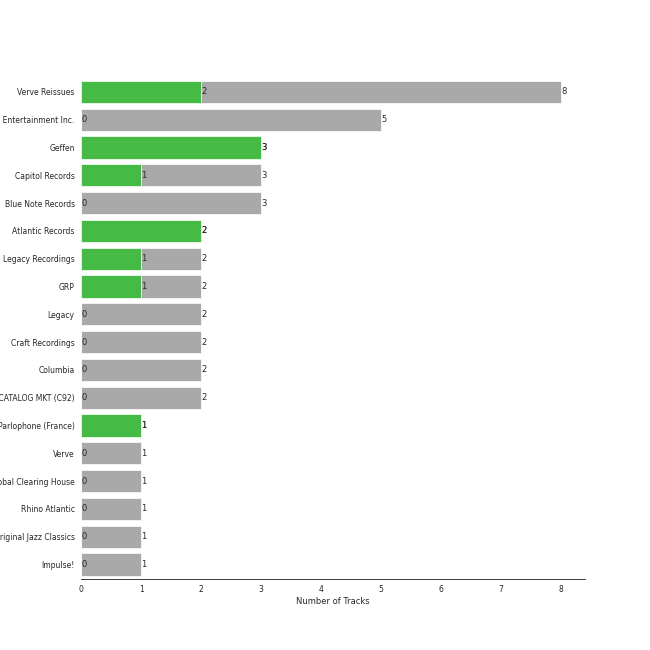 Verve Reissues 2 8
Entertainment Inc. 0 5
Geffen 3
Capitol Records 1 3
Blue Note Records 0 3
Atlantic Records 2
Legacy Recordings 1 2
GRP 1 2
Legacy 0 2
Craft Recordings 0 2
Columbia 0 2
CATALOG MKT (C92) 0 2
Parlophone (France) 1
Verve 0 1
obal Clearing House 0 1
Rhino Atlantic 0 1
riginal Jazz Classics 0 1
Impulse! 0 1
0 1 2 3 4 5 6 7 8
Number of Tracks